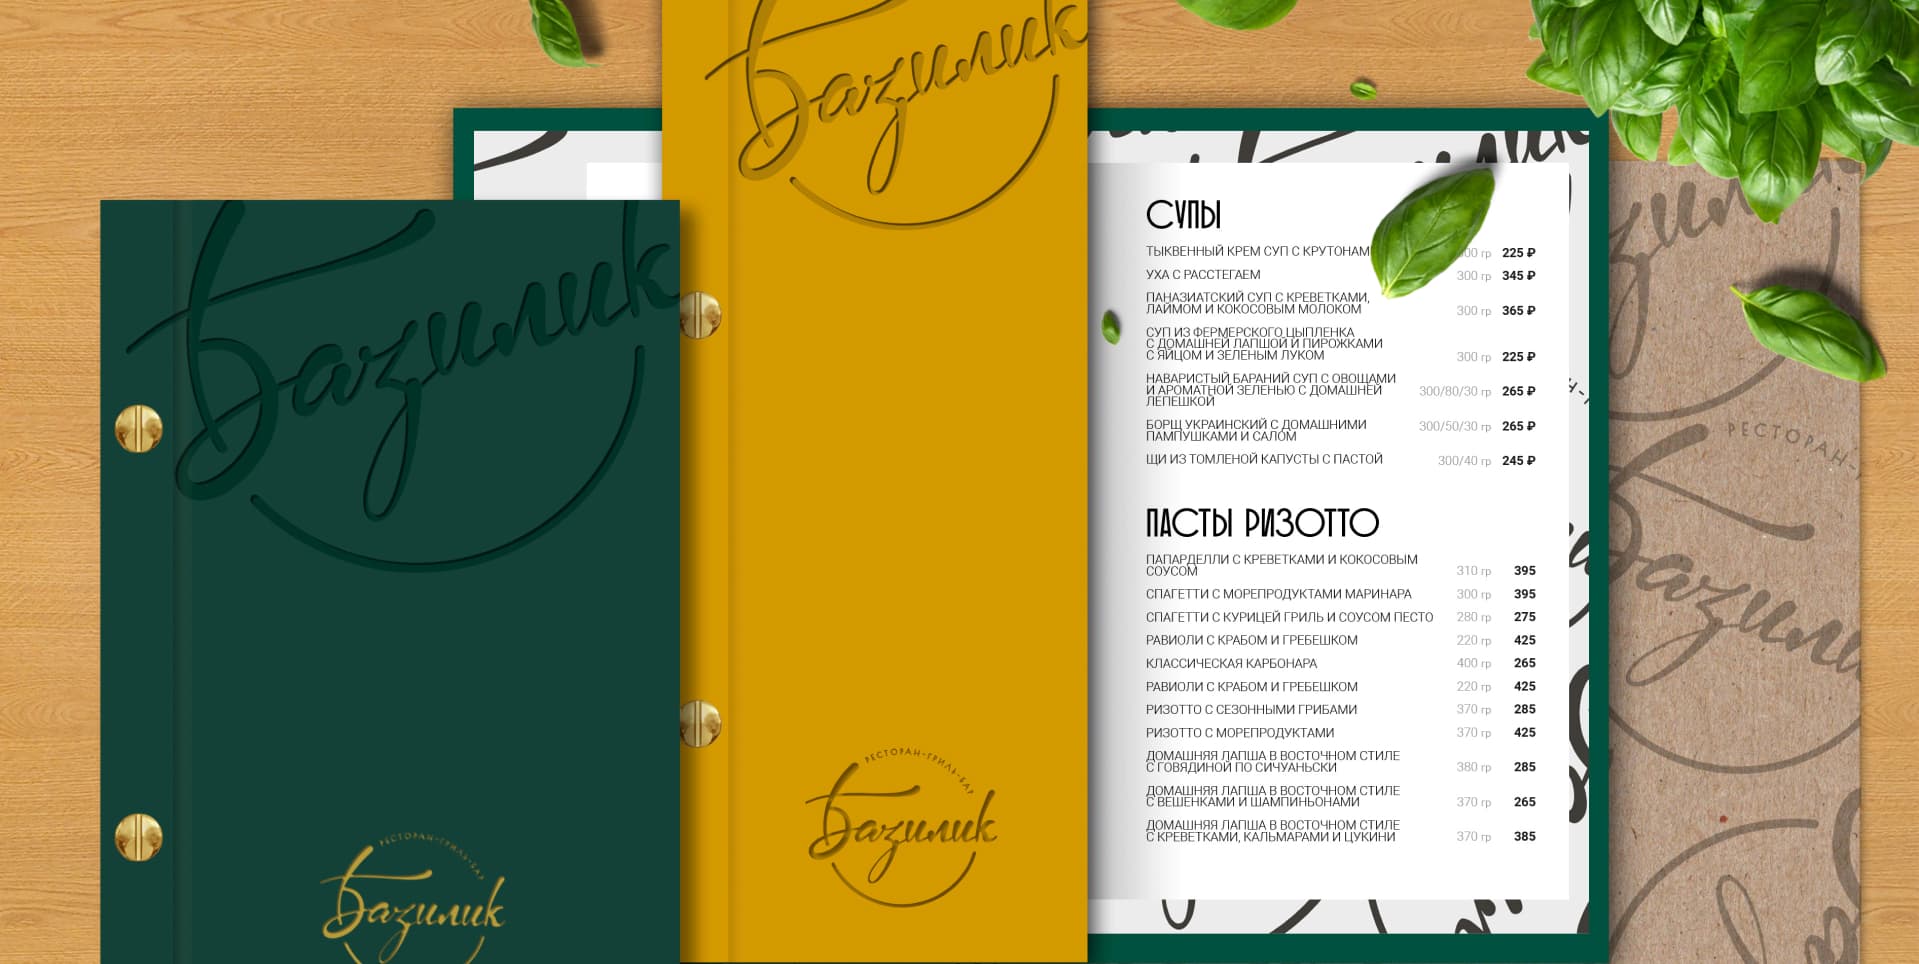 Базилик
Базилик
РЕСТОРАН-ГРИЛЬ-БАР
Базилик
РЕСТОРАН-ГРИЛЬ-БАР
Базилик
СУПЫ
ТЫКВЕННЫЙ КРЕМ СУП С 225 ₽
УХА С РАССТЕГАЕМ 300 гр 345 ₽
ПАНАЗИАТСКИЙ СУП С КРЕВЕТКАМИ,
ЛАЙМОМ И КОКОСОВЫМ МОЛОКОМ 300 гр 365 ₽
СУП ИЗ ФЕРМЕРСКОГО ЦЫПЛЕНКА
С ДОМАШНЕЙ ЛАПШОЙ И ПИРОЖКАМИ
С ЯЙЦОМ И ЗЕЛЕНЫМ ЛУКОМ 300 гр 225 ₽
НАВАРИСТЫЙ БАРАНИЙ СУП С ОВОЩАМИ
И АРОМАТНОЙ ЗЕЛЕНЬЮ С ДОМАШНЕЙ
ЛЕПЕШКОЙ 300/80/30 гр 265 ₽
БОРЩ УКРАИНСКИЙ С ДОМАШНИМИ
ПАМПУШКАМИ И САЛОМ 300/50/30 гр 265 ₽
ЩИ ИЗ ТОМЛЕНОЙ КАПУСТЫ С ПАСТОЙ 300/40 гр 245 ₽
ПАСТЫ РИЗОТТО
ПАПАРДЕЛЛИ С КРЕВЕТКАМИ И КОКОСОВЫМ
СОУСОМ 310 гр 395
СПАГЕТТИ С МОРЕПРОДУКТАМИ МАРИНАРА 300 гр 395
СПАГЕТТИ С КУРИЦЕЙ ГРИЛЬ И СОУСОМ ПЕСТО 280 гр 275
РАВИОЛИ С КРАБОМ И ГРЕБЕШКОМ 220 гр 425
КЛАССИЧЕСКАЯ КАРБОНАРА 400 гр 265
РАВИОЛИ С КРАБОМ И ГРЕБЕШКОМ 220 гр 425
РИЗОТТО С СЕЗОННЫМИ ГРИБАМИ 370 гр 285
РИЗОТТО С МОРЕПРОДУКТАМИ 370 гр 425
ДОМАШНЯЯ ЛАПША В ВОСТОЧНОМ СТИЛЕ
С ГОВЯДИНОЙ ПО СИЧУАНЬСКИ 380 гр 285
ДОМАШНЯЯ ЛАПША В ВОСТОЧНОМ СТИЛЕ
С ВЕШЕНКАМИ И ШАМПИНЬОНАМИ 370 гр 265
ДОМАШНЯЯ ЛАПША В ВОСТОЧНОМ СТИЛЕ
С КРЕВЕТКАМИ, КАЛЬМАРАМИ И ЦУКИНИ 370 гр 385
РЕСТОРАН-